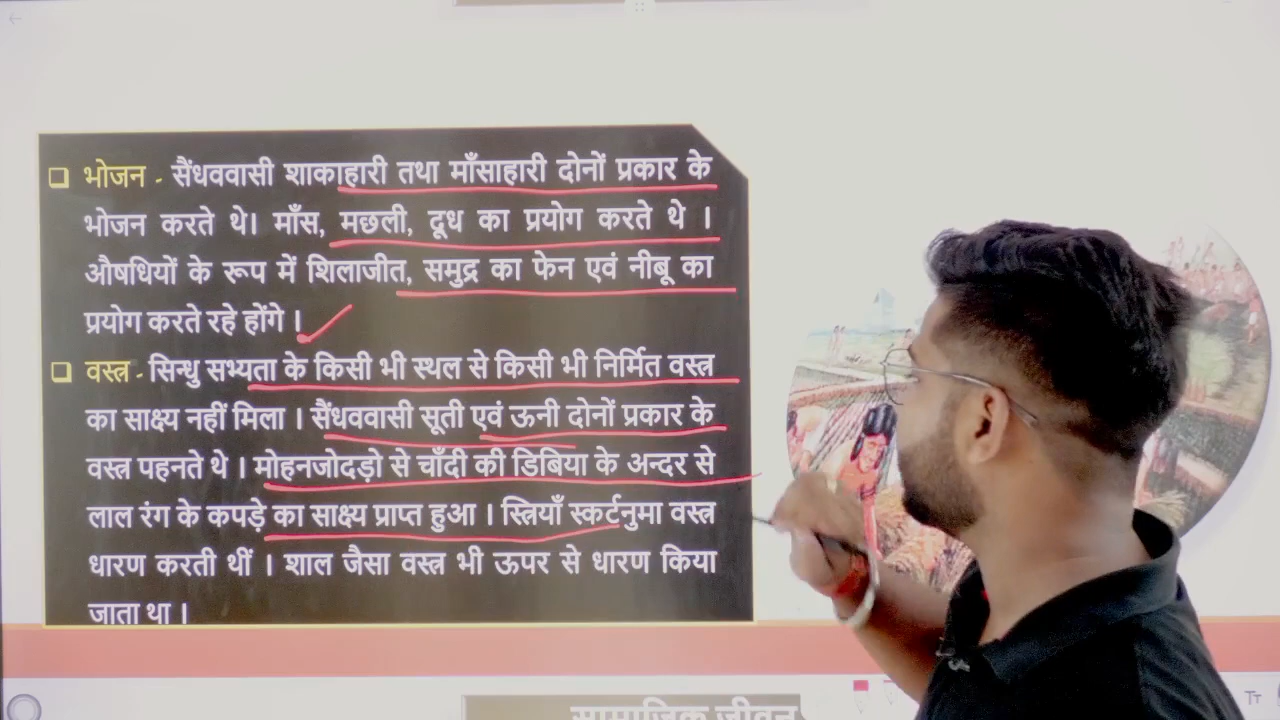 ❑ भोजन - सैंधववासी शाकाहारी तथा माँसाहारी दोनों प्रकार के
भोजन करते थे। माँस, मछली, दूध का प्रयोग करते थे ।
औषधियों के रूप में शिलाजीत, समुद्र का फेन एवं नीबू का
प्रयोग करते रहे होंगे ।
❑ वस्त्र - सिन्धु सभ्यता के किसी भी स्थल से किसी भी निर्मित वस्त्र
का साक्ष्य नहीं मिला । सैंधववासी सूती एवं ऊनी दोनों प्रकार के
वस्त्र पहनते थे । मोहनजोदड़ो से चाँदी की डिबिया के अन्दर से
लाल रंग के कपड़े का साक्ष्य प्राप्त हुआ । स्त्रियाँ स्कर्टनुमा वस्त्र
धारण करती थीं । शाल जैसा वस्त्र भी ऊपर से धारण किया
जाता था ।
सामाजिक जीवन
TT